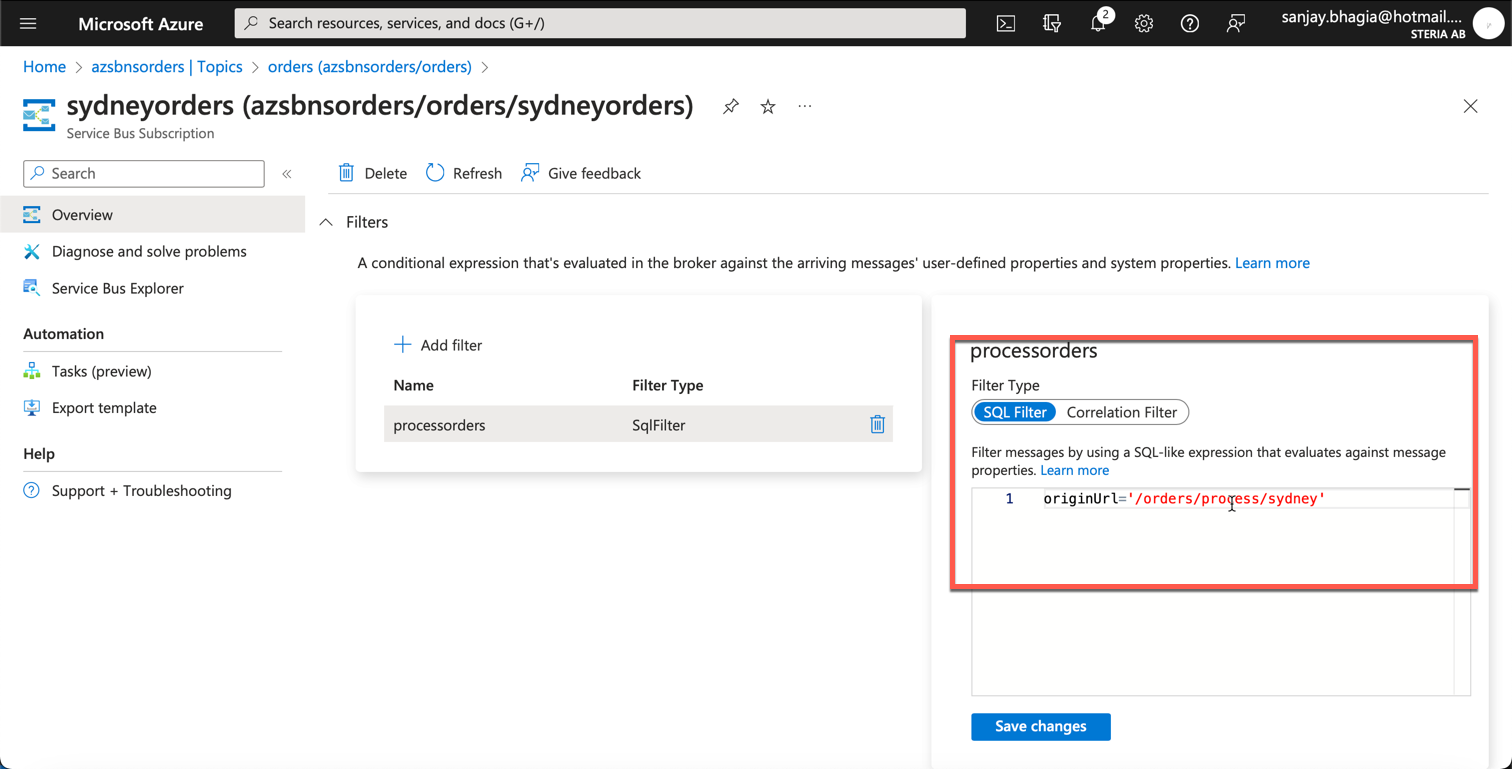 Microsoft Azure
Search resources, services, and docs (G+/)
2
sanjay.bhagia@hotmail....
STERIA AB
Home > azsbnsorders | Topics > orders (azsbnsorders/orders) >
sydneyorders (azsbnsorders/orders/sydneyorders)
Service Bus Subscription
Search
«
Delete
Refresh
Give feedback
Overview
Diagnose and solve problems
Service Bus Explorer
Automation
Tasks (preview)
Export template
Help
Support + Troubleshooting
Filters
A conditional expression that's evaluated in the broker against the arriving messages' user-defined properties and system properties. Learn more
Add filter
Name Filter Type
processorders SqlFilter
processorders
Filter Type
SQL Filter Correlation Filter
Filter messages by using a SQL-like expression that evaluates against message
properties. Learn more
1 originUrl='/orders/process/sydney'
Save changes